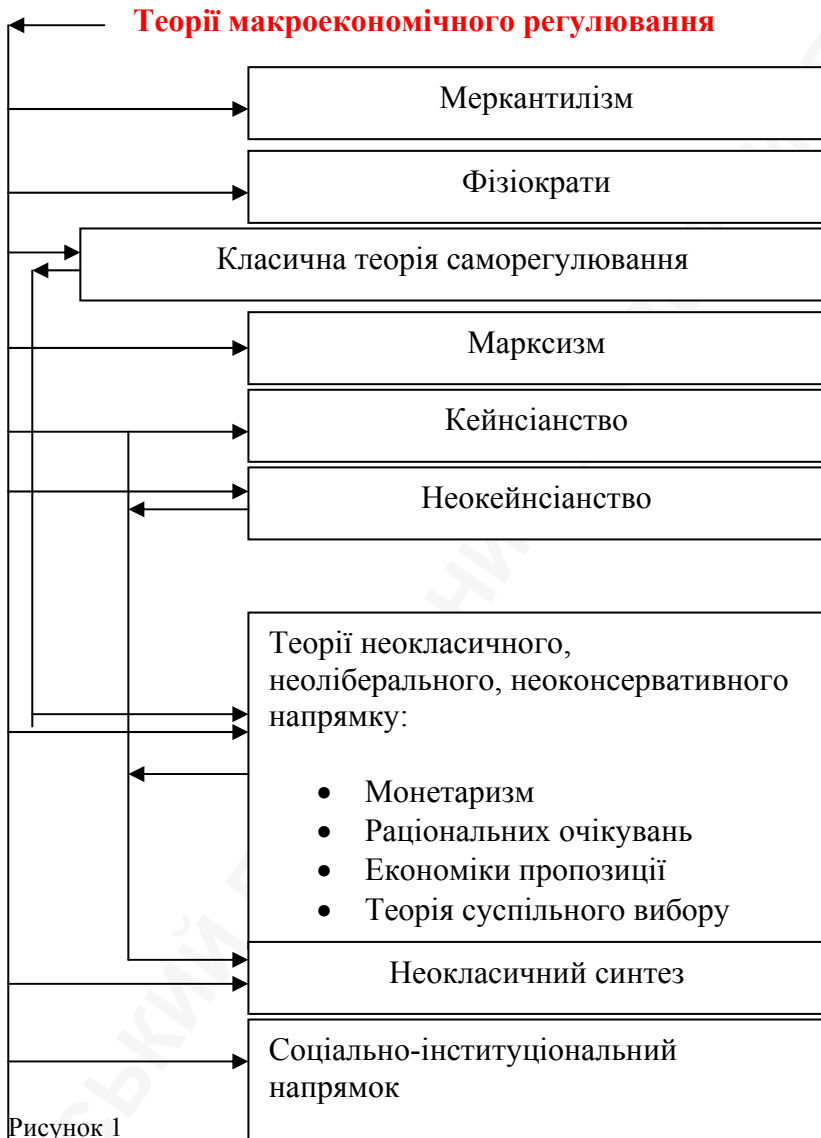 Теорії макроекономічного регулювання
Меркантилізм
Фізіократи
Класична теорія саморегулювання
Марксизм
Кейнсіанство
Неокейнсіанство
Теорії неокласичного,
неоліберального, неоконсервативного
напрямку:
• Монетаризм
• Раціональних очікувань
• Економіки пропозиції
• Теорія суспільного вибору
Неокласичний синтез
Соціально-інституціональний
напрямок
Рисунок 1